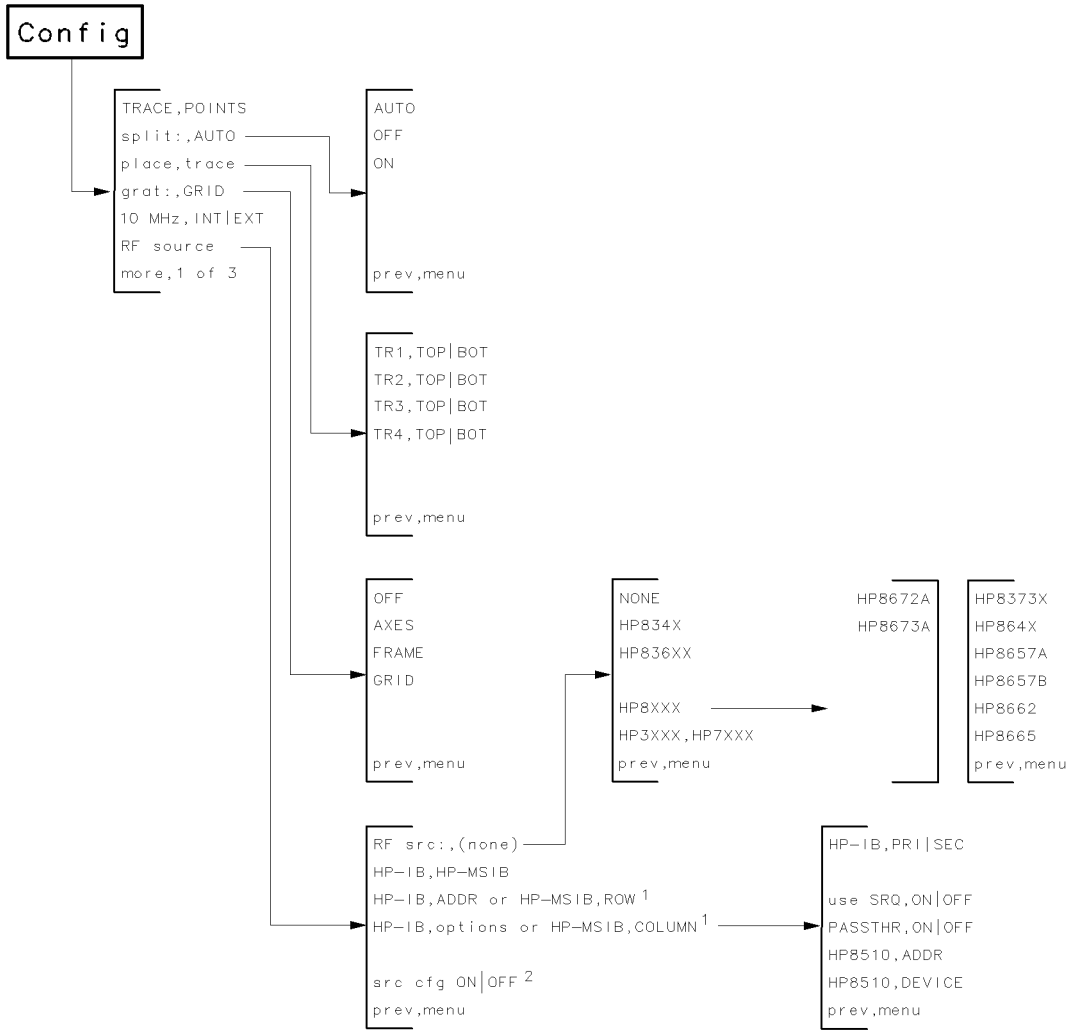 Config
TRACE,POINTS
split:,AUTO
place,trace
grat:,GRID
10 MHz,INT|EXT
RF source
more,1 of 3
AUTO
OFF
ON
prev,menu
TR1,TOP|BOT
TR2,TOP|BOT
TR3,TOP|BOT
TR4,TOP|BOT
prev,menu
OFF
AXES
FRAME
GRID
prev,menu
NONE
HP834X
HP836XX
HP8XXX
HP3XXX,HP7XXX
prev,menu
HP8672A
HP8673A
HP8373X
HP864X
HP8657A
HP8657B
HP8662
HP8665
prev,menu
RF src:,(none)
HP-IB,HP-MSIB
HP-IB,ADDR or HP-MSIB,ROW 1
HP-IB,options or HP-MSIB,COLUMN 1
src cfg ON|OFF 2
prev,menu
HP-IB,PRI|SEC
use SRQ,ON|OFF
PASSTHR,ON|OFF
HP8510,ADDR
HP8510,DEVICE
prev,menu